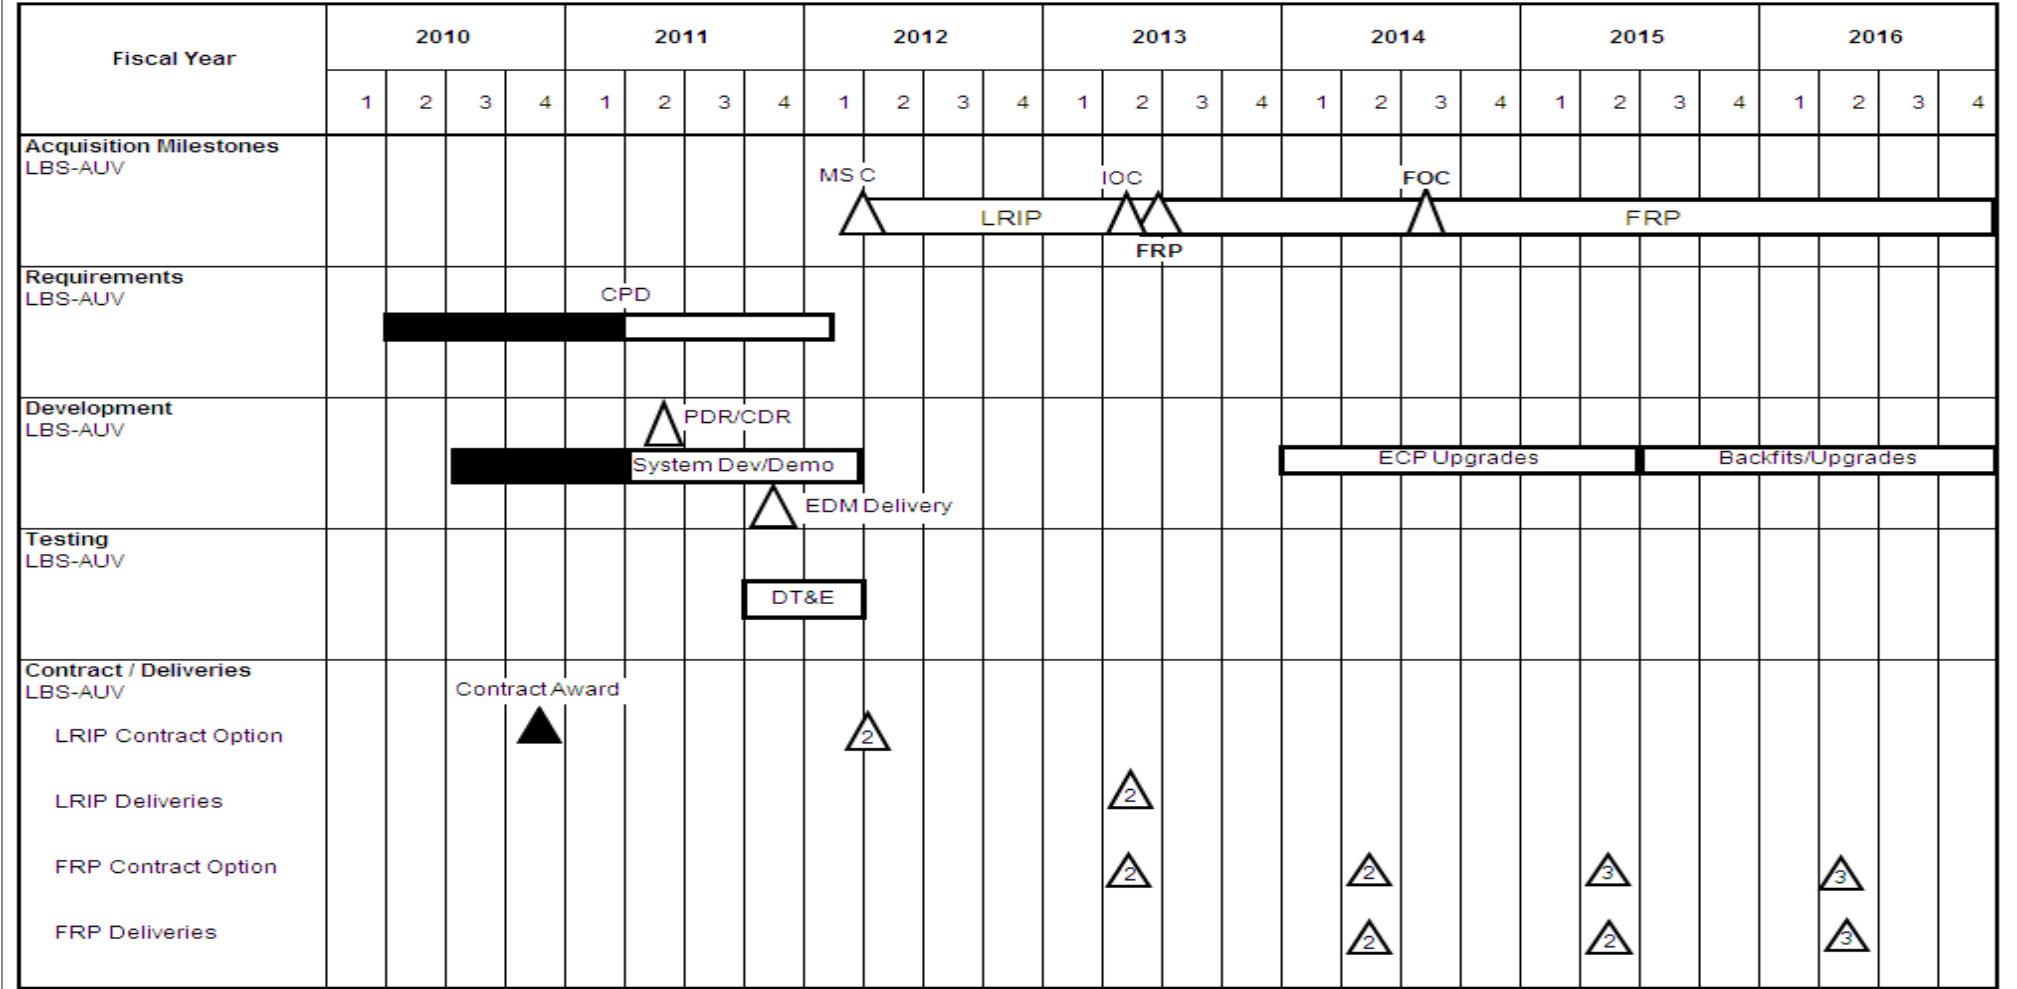 Fiscal Year
2010 2011 2012 2013 2014 2015 2016
1 2 3 4 1 2 3 4 1 2 3 4 1 2 3 4 1 2 3 4 1 2 3 4 1 2 3 4
Acquisition Milestones
LBS-AUV
MS C IOC FOC
LRIP FRP
FRP
Requirements
LBS-AUV
CPD
Development
LBS-AUV
PDR/CDR
System Dev/Demo ECP Upgrades Backfits/Upgrades
EDM Delivery
Testing
LBS-AUV
DT&E
Contract / Deliveries
LBS-AUV
Contract Award
LRIP Contract Option 2
LRIP Deliveries 2
FRP Contract Option 2 2 3 3
FRP Deliveries 2 2 3